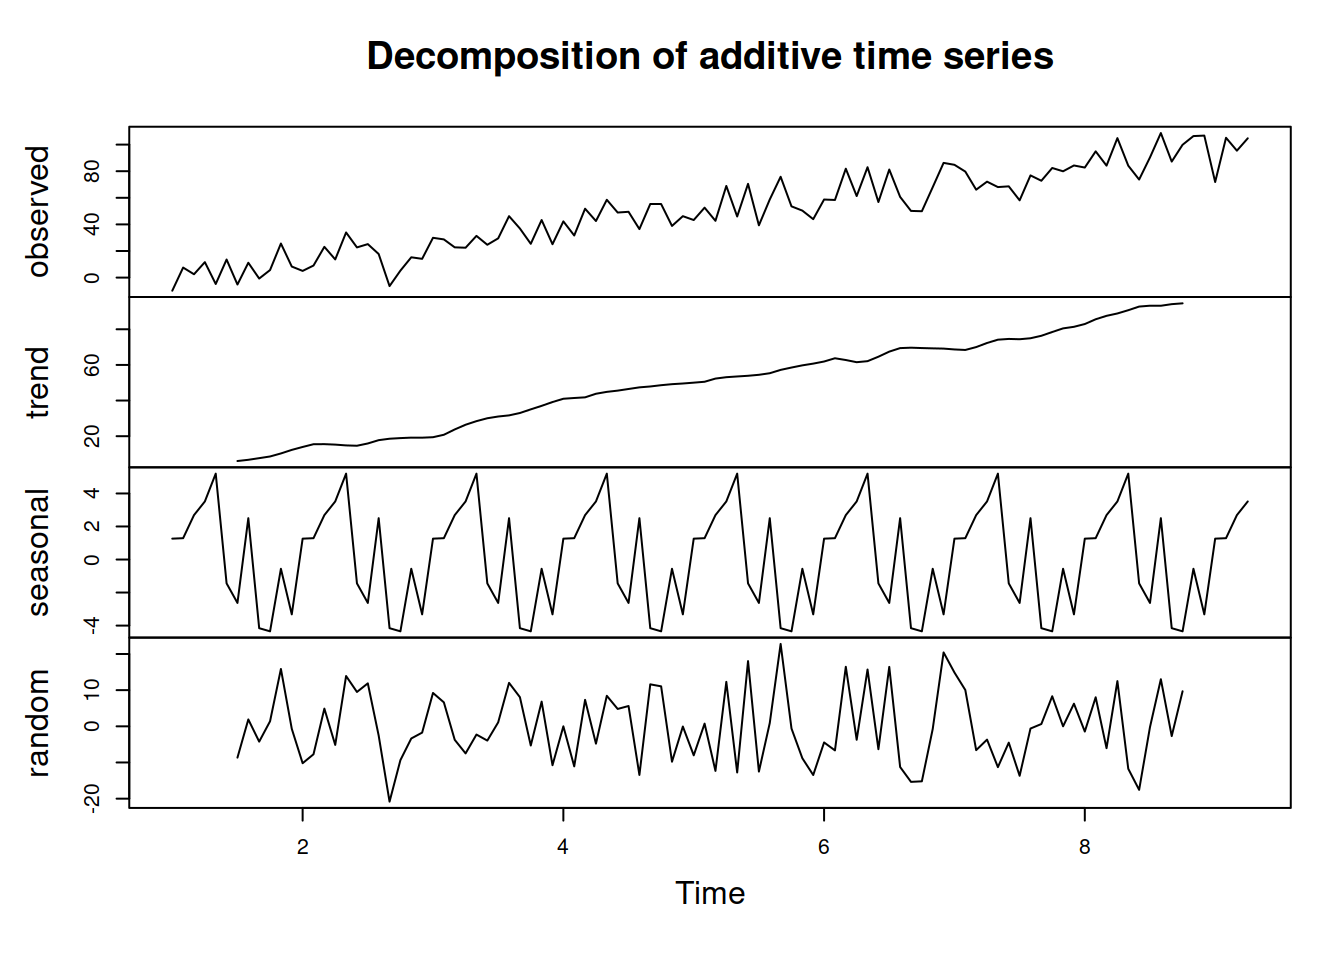 Decomposition of additive time series
observed
0 40 80
trend
20 60
seasonal
-4 0 2 4
random
-20 0 10
2 4 6 8
Time